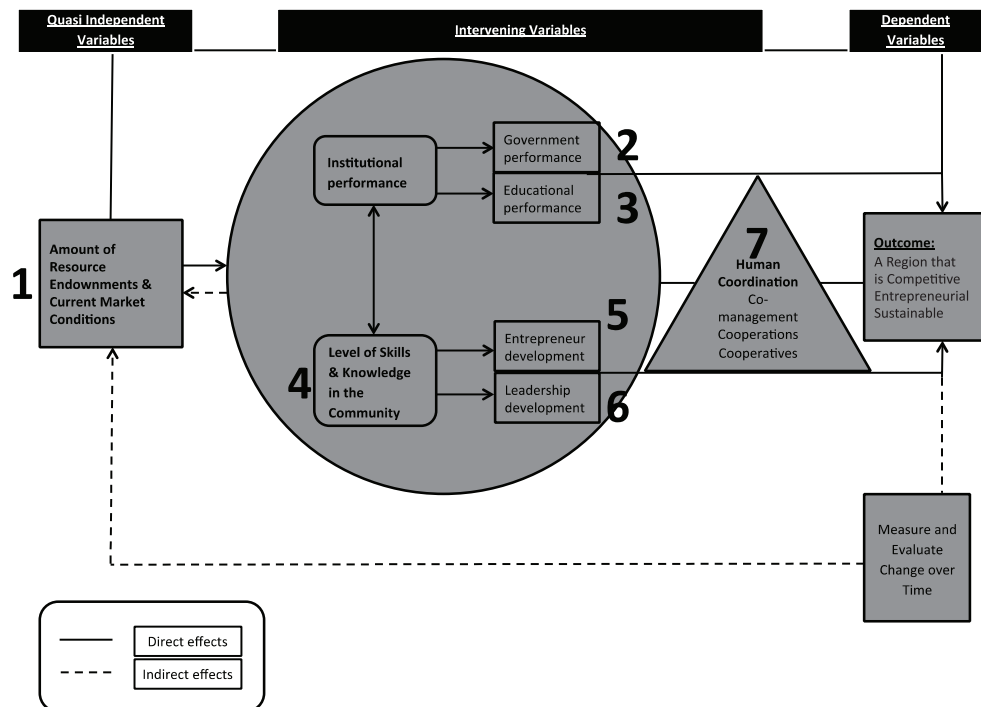 Quasi Independent
Variables
Intervening Variables
Dependent
Variables
1
Amount of
Resource
Endownments &
Current Market
Conditions
Institutional
performance
Government
performance
2
Educational
performance
3
4
Level of Skills
& Knowledge
in the
Community
Entrepreneur
development
5
Leadership
development
6
7
Human
Coordination
Co-
management
Cooperations
Cooperatives
Outcome:
A Region that
is Competitive
Entrepreneurial
Sustainable
Measure and
Evaluate
Change over
Time
Direct effects
Indirect effects